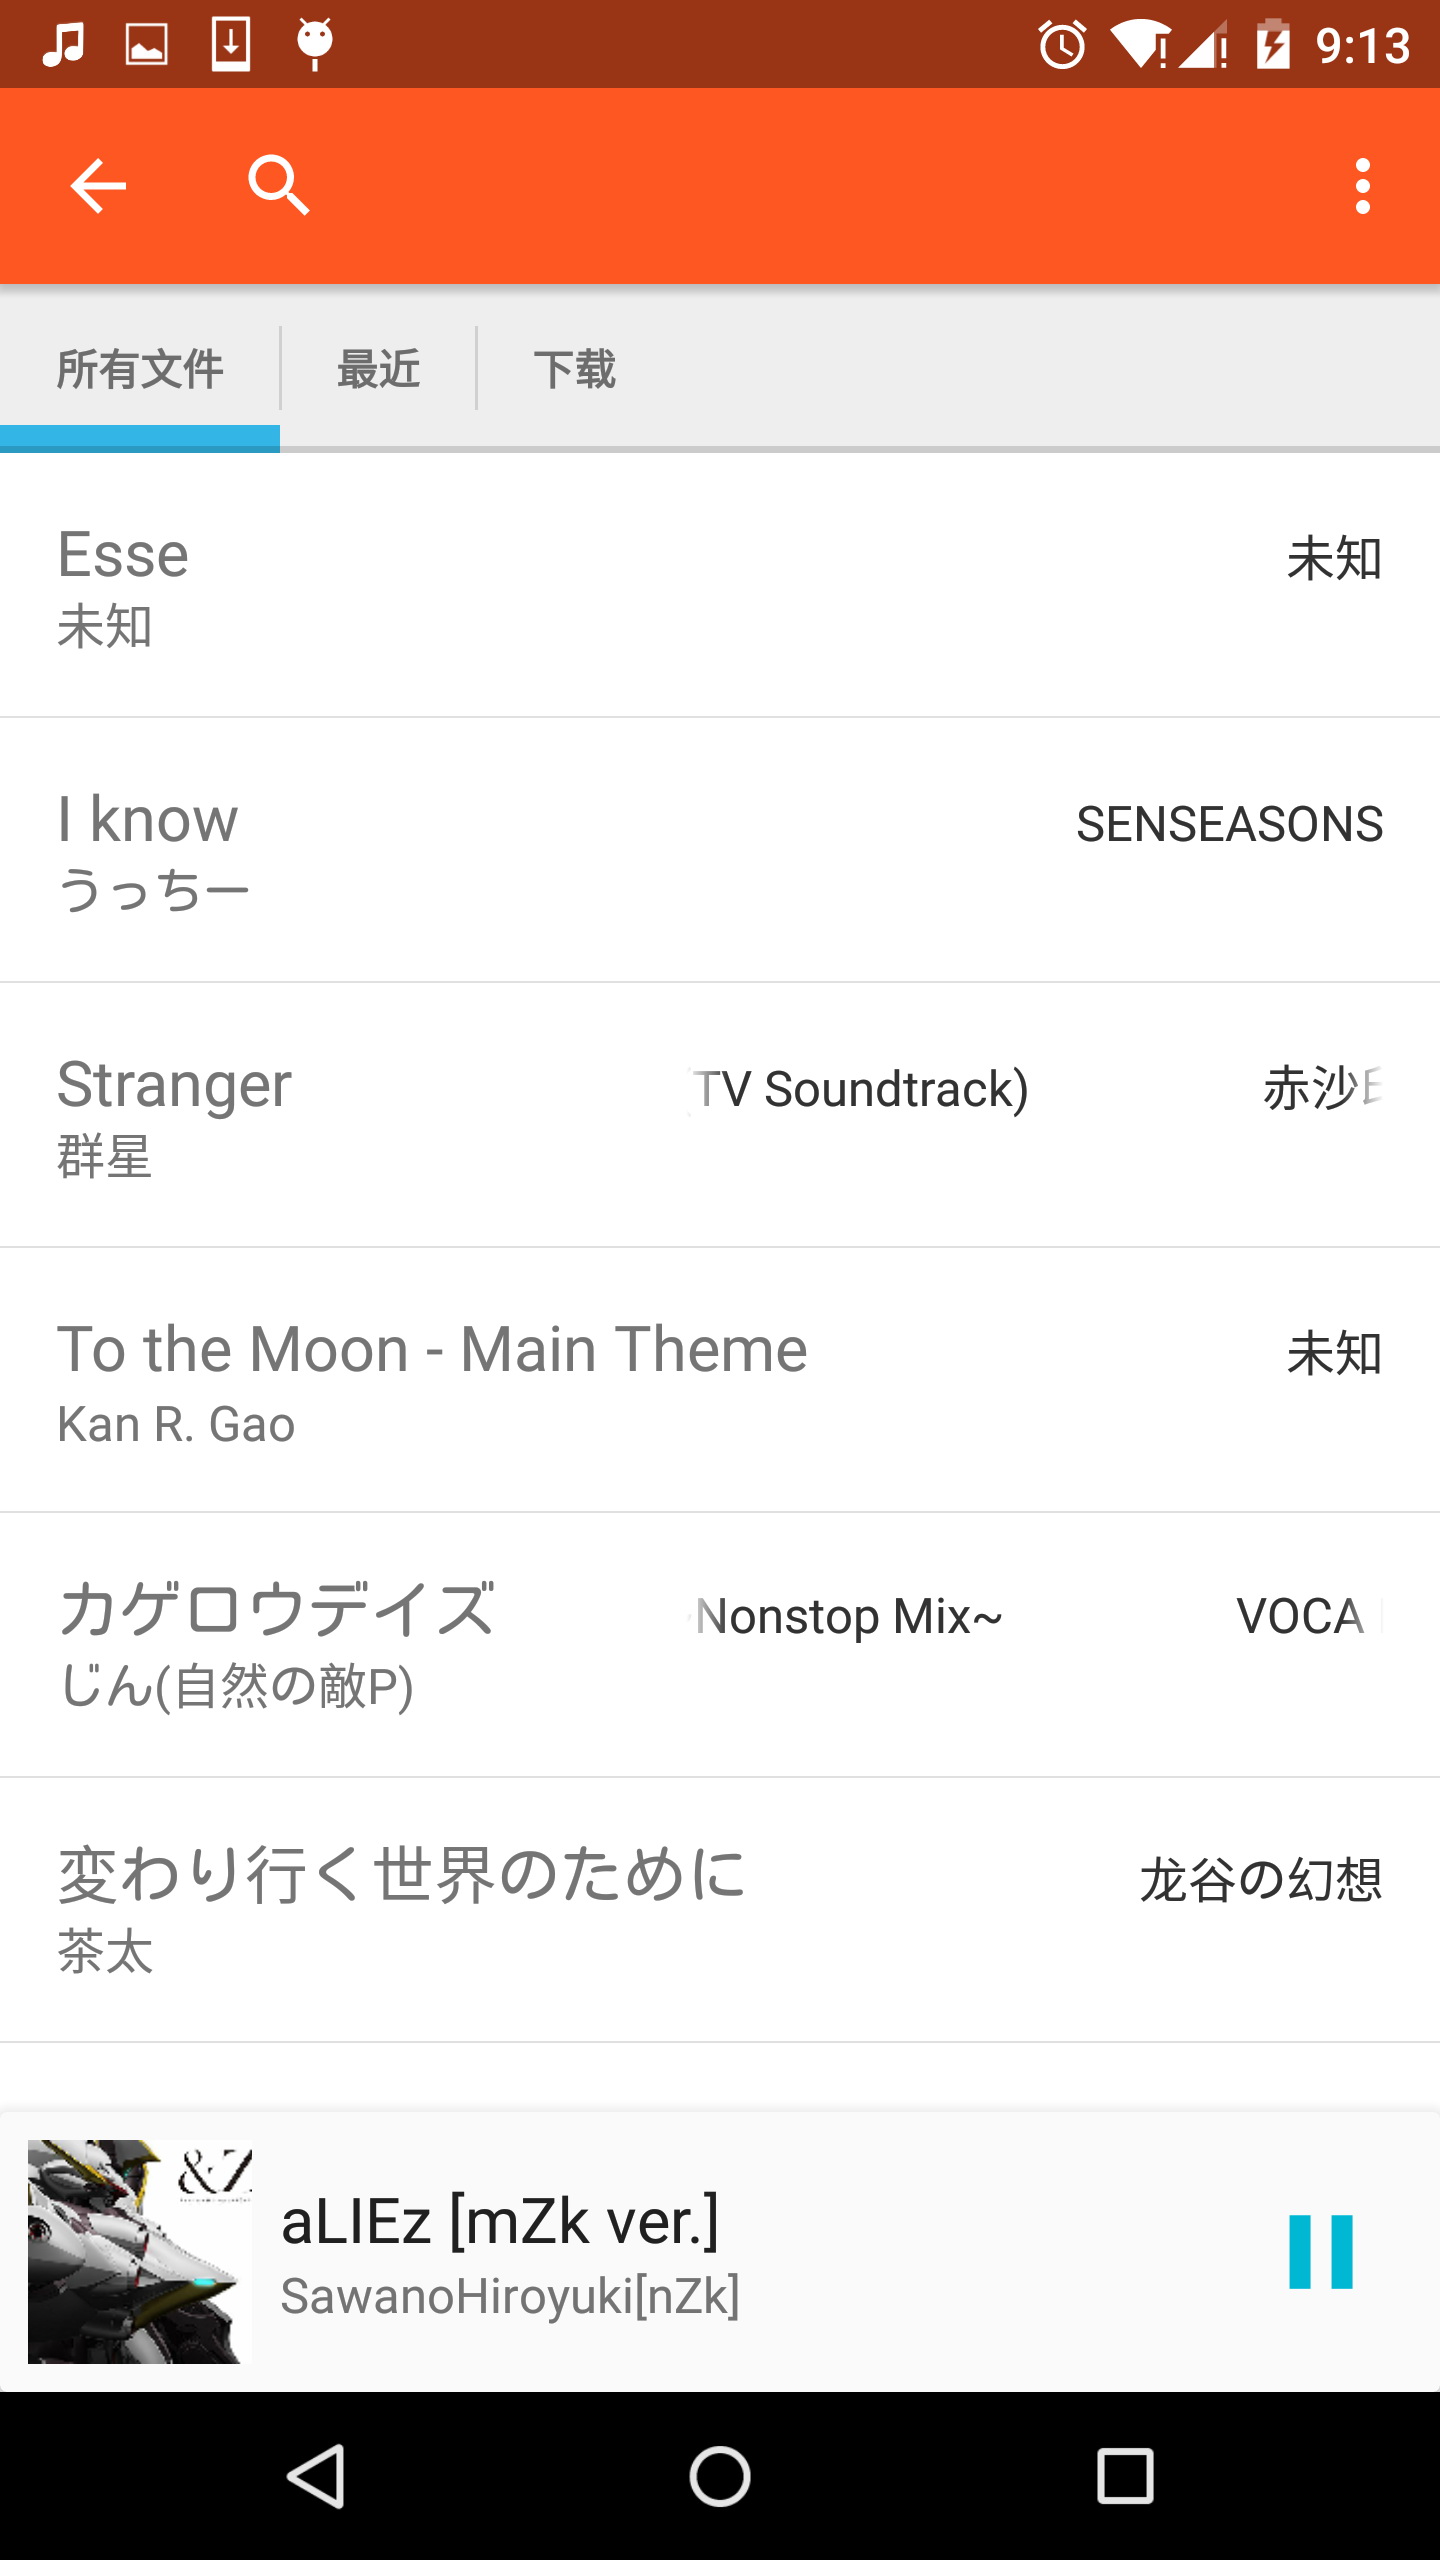 9:13
所有文件
最近
下载
Esse
未知
未知
I know
SENSEASONS
うっちー
Stranger
TV Soundtrack)
赤沙
群星
To the Moon - Main Theme
未知
Kan R. Gao
カゲロウデイズ
Nonstop Mix~
VOCA
じん(自然の敵P)
変わり行く世界のために
龙谷の幻想
茶太
&Z
aLIEz [mZk ver.]
SawanoHiroyuki[nZk]